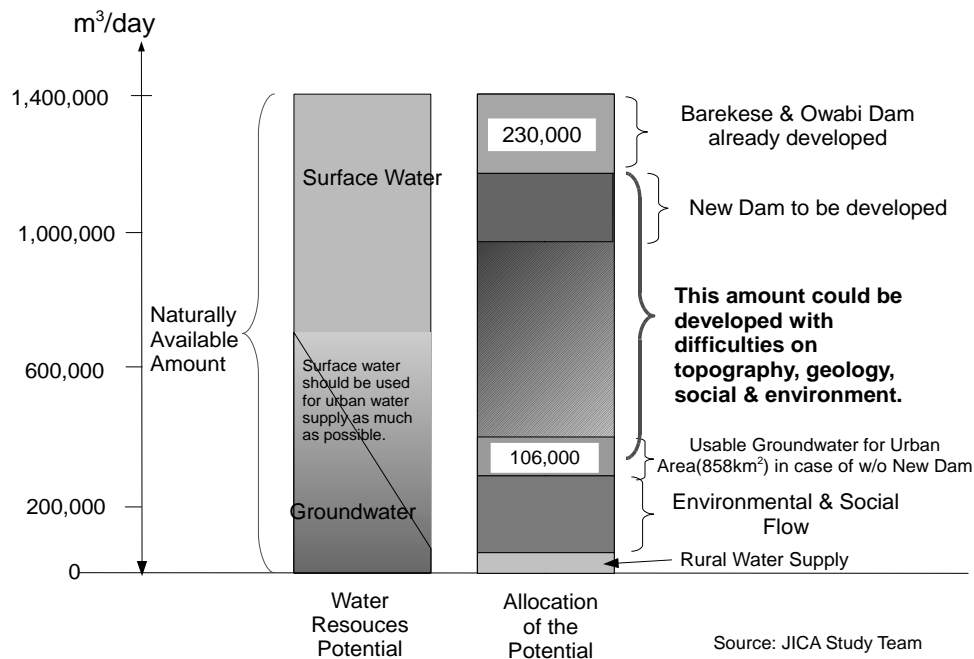 m³/day
1,400,000
1,000,000
600,000
200,000
0
Naturally
Available
Amount
Surface Water
Surface water
should be used
for urban water
supply as much
as possible.
Groundwater
230,000
106,000
Barekese & Owabi Dam
already developed
New Dam to be developed
This amount could be
developed with
difficulties on
topography, geology,
social & environment.
Usable Groundwater for Urban
Area(858km²) in case of w/o New Dam
Environmental & Social
Flow
Rural Water Supply
Water
Resouces
Potential
Allocation
of the
Potential
Source: JICA Study Team